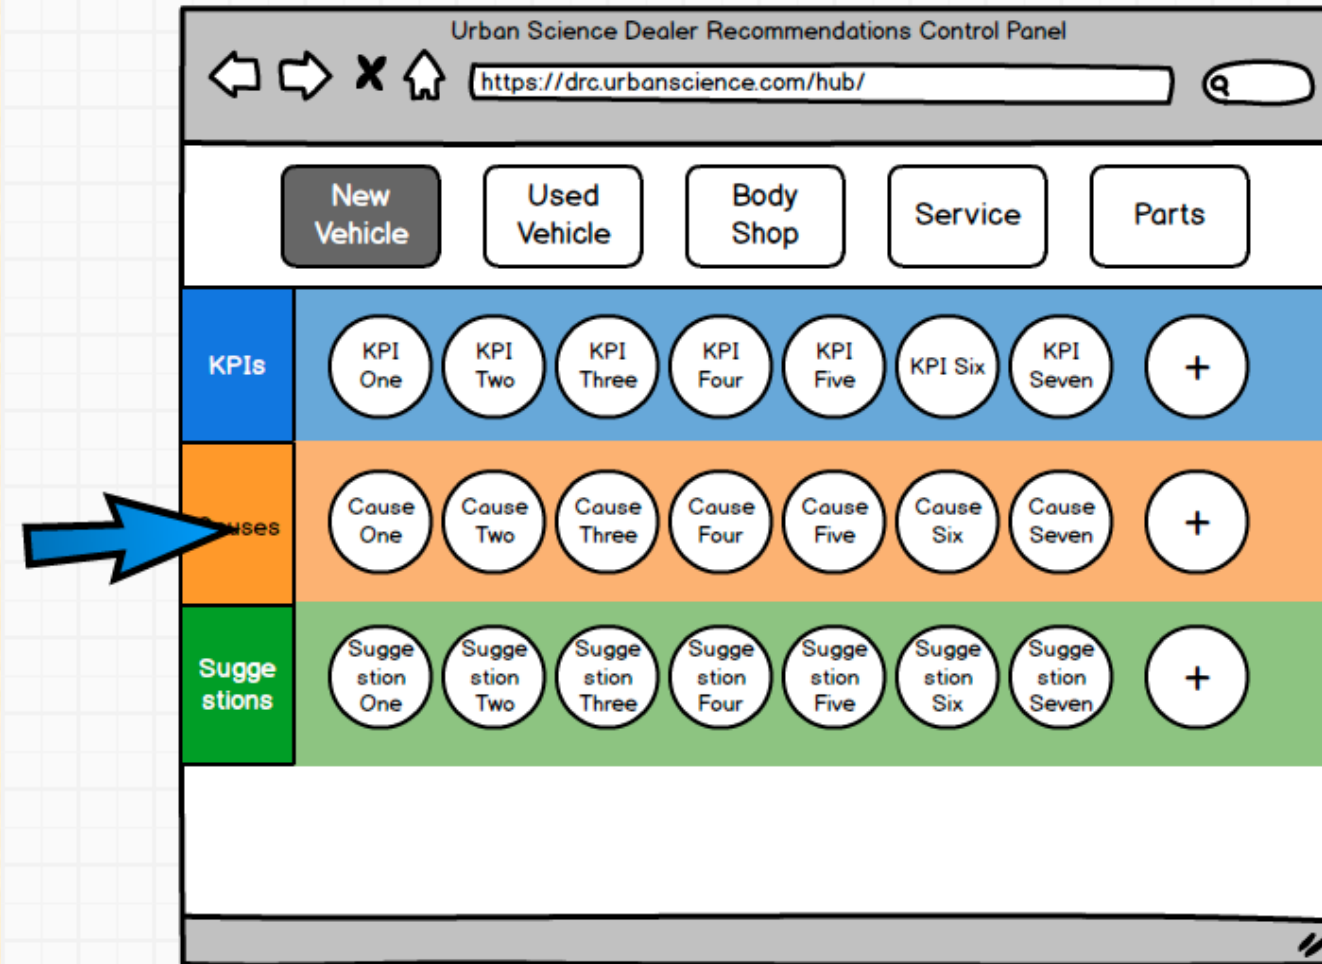 Urban Science Dealer Recommendations Control Panel
https://drc.urbanscience.com/hub/
New
Vehicle
Used
Vehicle
Body
Shop
Service
Parts
KPIs
KPI
One
KPI
Two
KPI
Three
KPI
Four
KPI
Five
KPI Six
KPI
Seven
+
uses
Cause
One
Cause
Two
Cause
Three
Cause
Four
Cause
Five
Cause
Six
Cause
Seven
+
Sugge
stions
Sugge
stion
One
Sugge
stion
Two
Sugge
stion
Three
Sugge
stion
Four
Sugge
stion
Five
Sugge
stion
Six
Sugge
stion
Seven
+